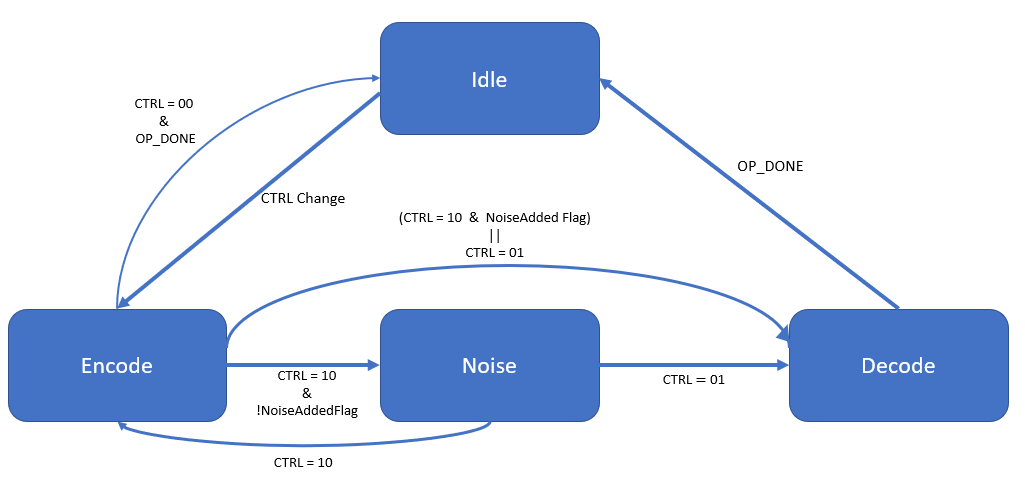 Idle
CTRL = 00
&
OP_DONE
OP_DONE
CTRL Change
(CTRL = 10 & NoiseAdded Flag)
||
CTRL = 01
Encode
Noise
Decode
CTRL = 10
&
!NoiseAddedFlag
CTRL = 01
CTRL = 10